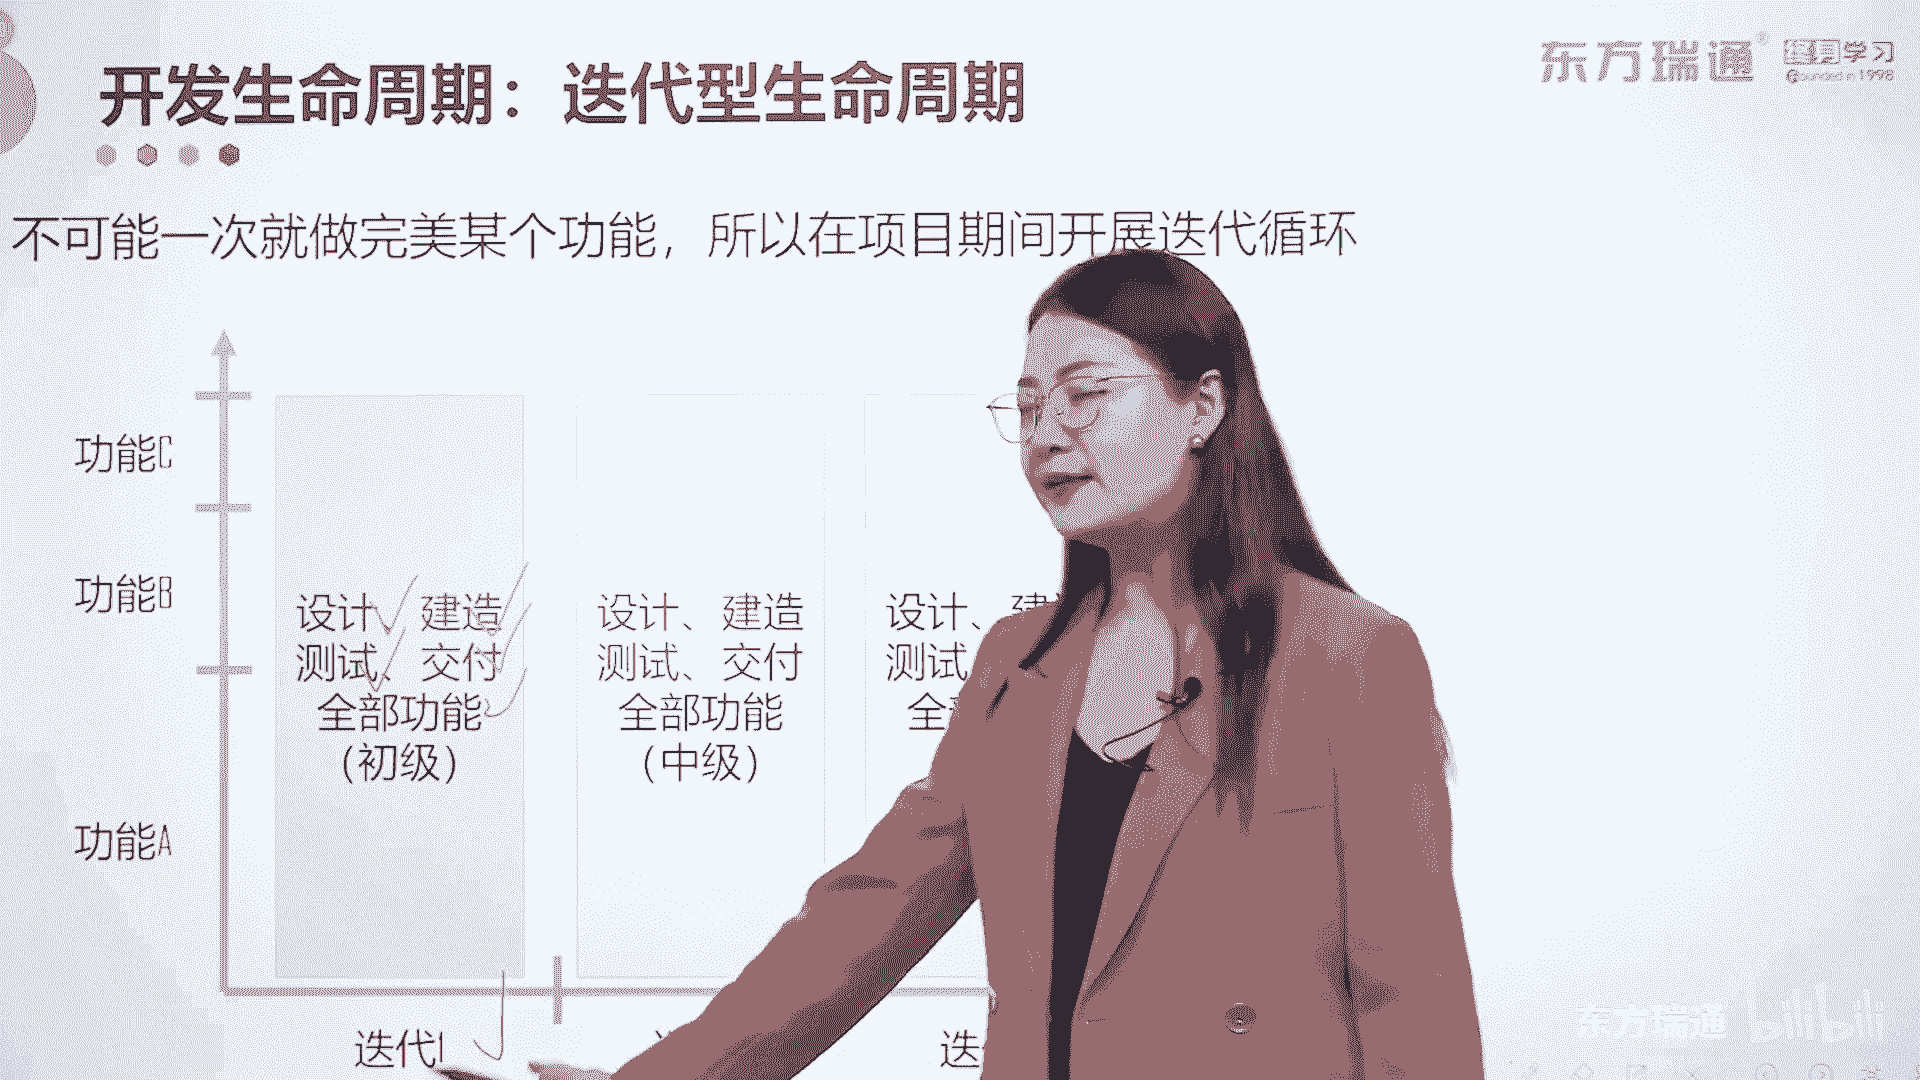 开发生命周期：迭代型生命周期
东方瑞通® 终身学习
Founded in 1998
不可能一次就做完美某个功能，所以在项目期间开展迭代循环
功能C
功能B
功能A
设计、建造
测试、交付
全部功能
（初级）
设计、建造
测试、交付
全部功能
（中级）
设计、建
测试、
全
迭代1
迭
东方瑞通 bilibili